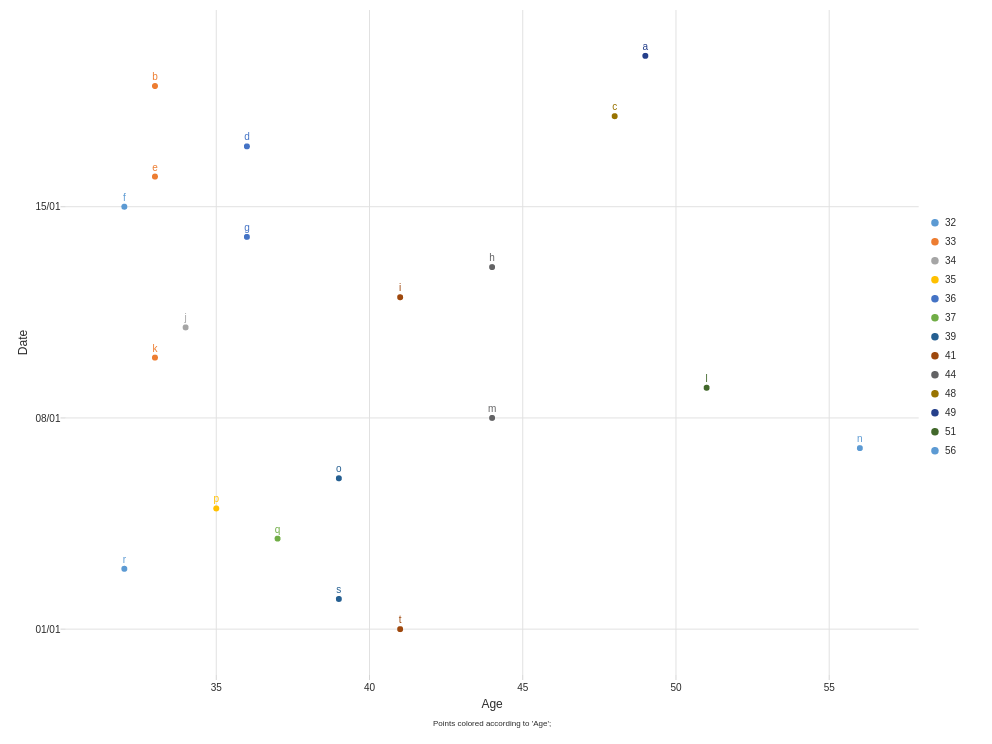 a
b
c
d
e
f
15/01
g
h
i
j
Date
k
l
08/01
m
n
o
p
q
r
s
t
01/01
35 40 45 50 55
Age
Points colored according to 'Age';
32
33
34
35
36
37
39
41
44
48
49
51
56